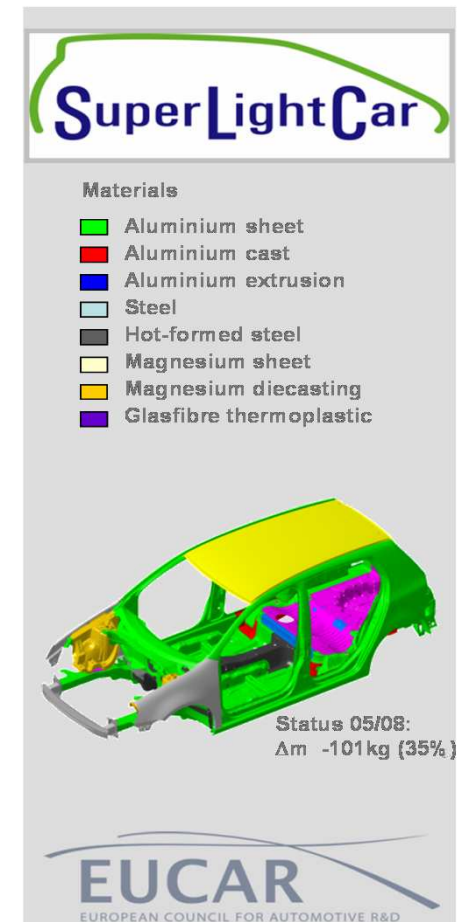 SuperLightCar
Materials
Aluminium sheet
Aluminium cast
Aluminium extrusion
Steel
Hot-formed steel
Magnesium sheet
Magnesium diecasting
Glasfibre thermoplastic
Status 05/08:
Δm -101kg (35%)
EUCAR
EUROPEAN COUNCIL FOR AUTOMOTIVE R&D